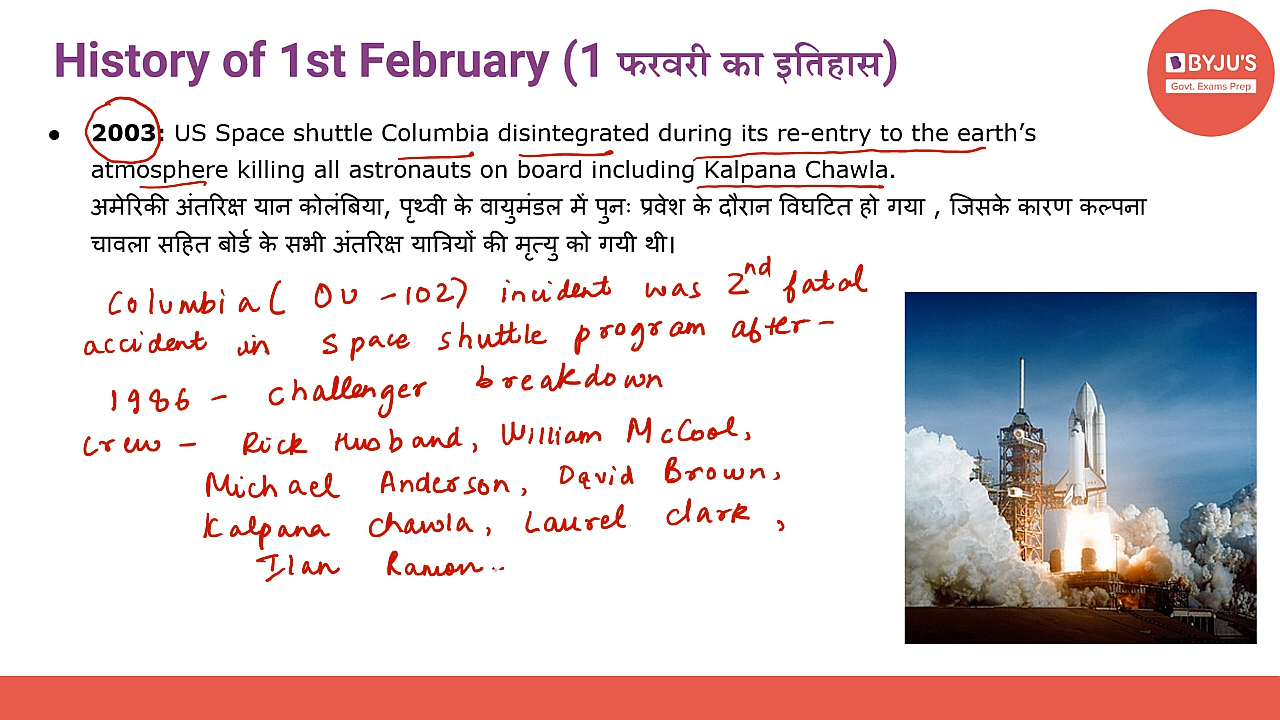 History of 1st February (1 फरवरी का इतिहास)
BYJU'S
Govt. Exams Prep
• 2003: US Space shuttle Columbia disintegrated during its re-entry to the earth’s
atmosphere killing all astronauts on board including Kalpana Chawla.
अमेरिकी अंतरिक्ष यान कोलंबिया, पृथ्वी के वायुमंडल में पुनः प्रवेश के दौरान विघटित हो गया , जिसके कारण कल्पना
चावला सहित बोर्ड के सभी अंतरिक्ष यात्रियों की मृत्यु को गयी थी।
Columbia ( OV -102) incident was 2nd fatal
accident in space shuttle program after -
1986 - Challenger breakdown
Crew - Rick Husband, William McCool,
Michael Anderson, David Brown,
Kalpana Chawla, Laurel Clark ,
Ilan Ramon..